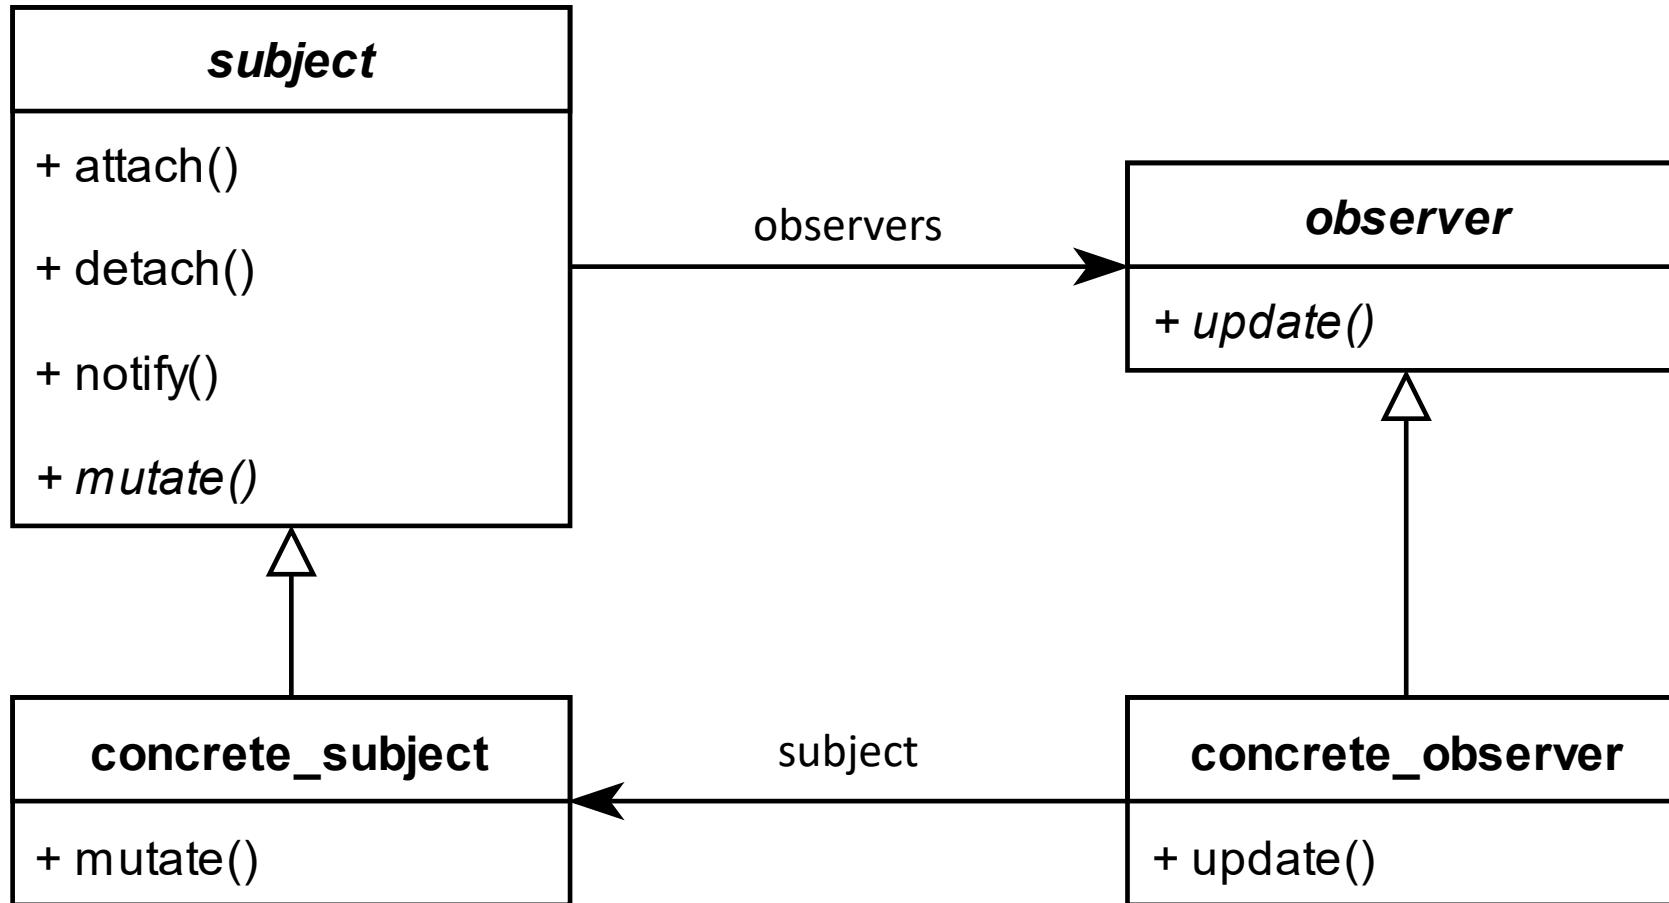 subject
+ attach()
+ detach()
+ notify()
+ mutate()
observers
observer
+ update()
concrete_subject
+ mutate()
subject
concrete_observer
+ update()